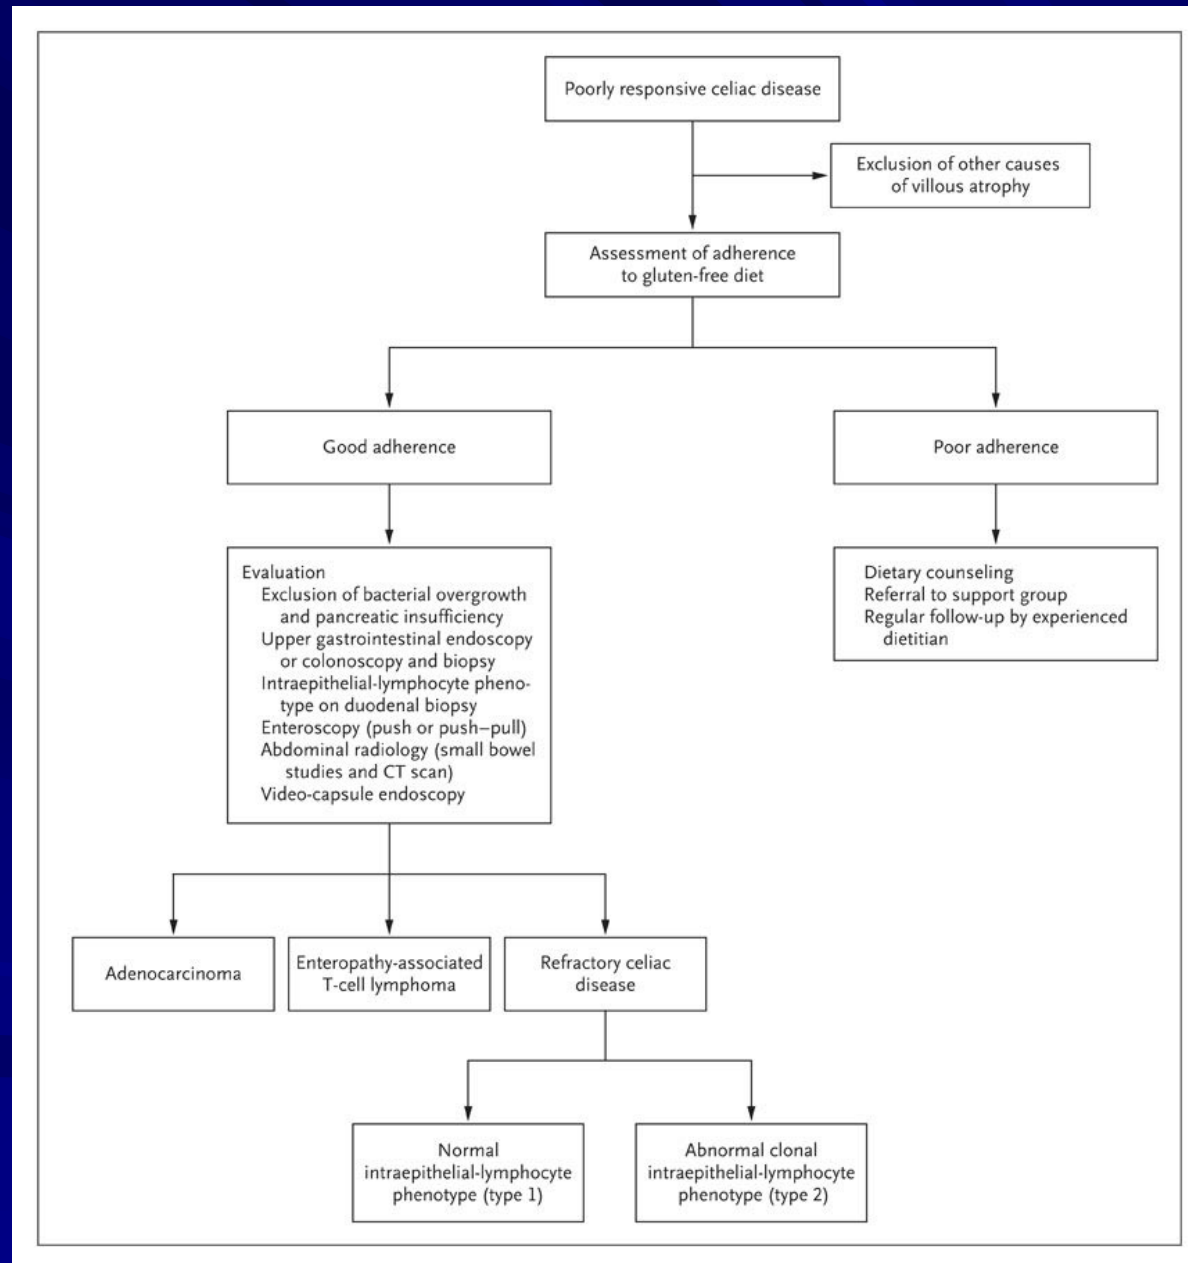 Poorly responsive celiac disease
Exclusion of other causes
of villous atrophy
Assessment of adherence
to gluten-free diet
Good adherence
Poor adherence
Evaluation
Exclusion of bacterial overgrowth
and pancreatic insufficiency
Upper gastrointestinal endoscopy
or colonoscopy and biopsy
Intraepithelial-lymphocyte pheno-
type on duodenal biopsy
Enteroscopy (push or push–pull)
Abdominal radiology (small bowel
studies and CT scan)
Video-capsule endoscopy
Dietary counseling
Referral to support group
Regular follow-up by experienced
dietitian
Adenocarcinoma
Enteropathy-associated
T-cell lymphoma
Refractory celiac
disease
Normal
intraepithelial-lymphocyte
phenotype (type 1)
Abnormal clonal
intraepithelial-lymphocyte
phenotype (type 2)